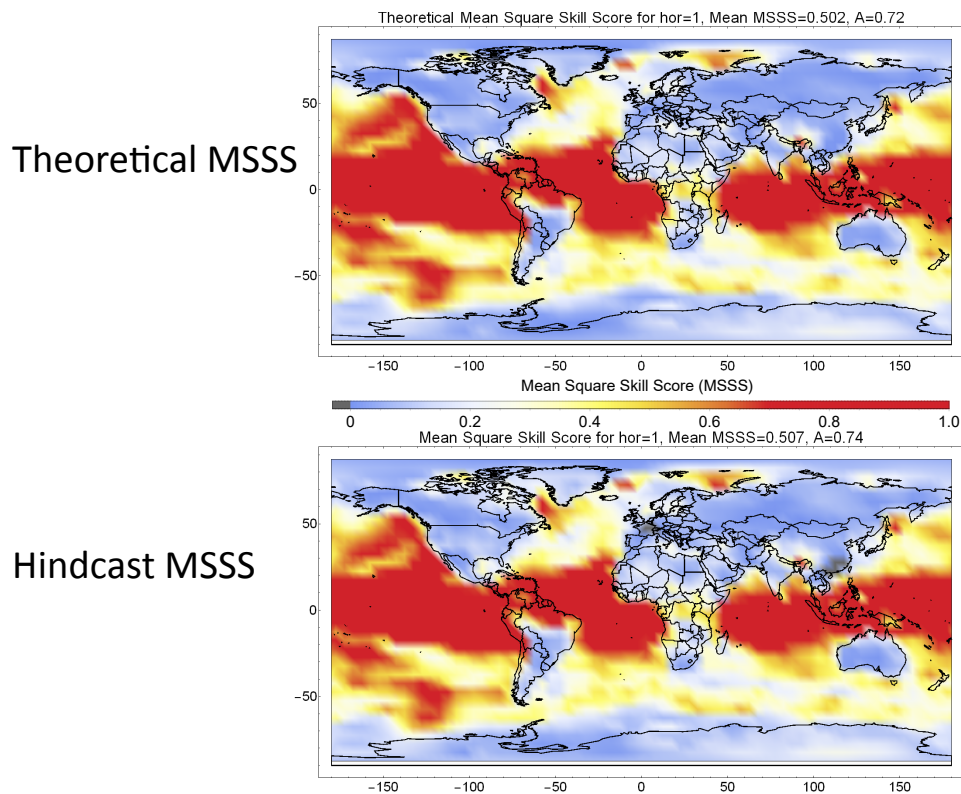 Theoretical Mean Square Skill Score for hor=1, Mean MSSS=0.502, A=0.72
Theoretical MSSS
50
0
−50
−150 −100 −50 0 50 100 150
Mean Square Skill Score (MSSS)
0 0.2 0.4 0.6 0.8 1.0
Mean Square Skill Score for hor=1, Mean MSSS=0.507, A=0.74
Hindcast MSSS
50
0
−50
−150 −100 −50 0 50 100 150